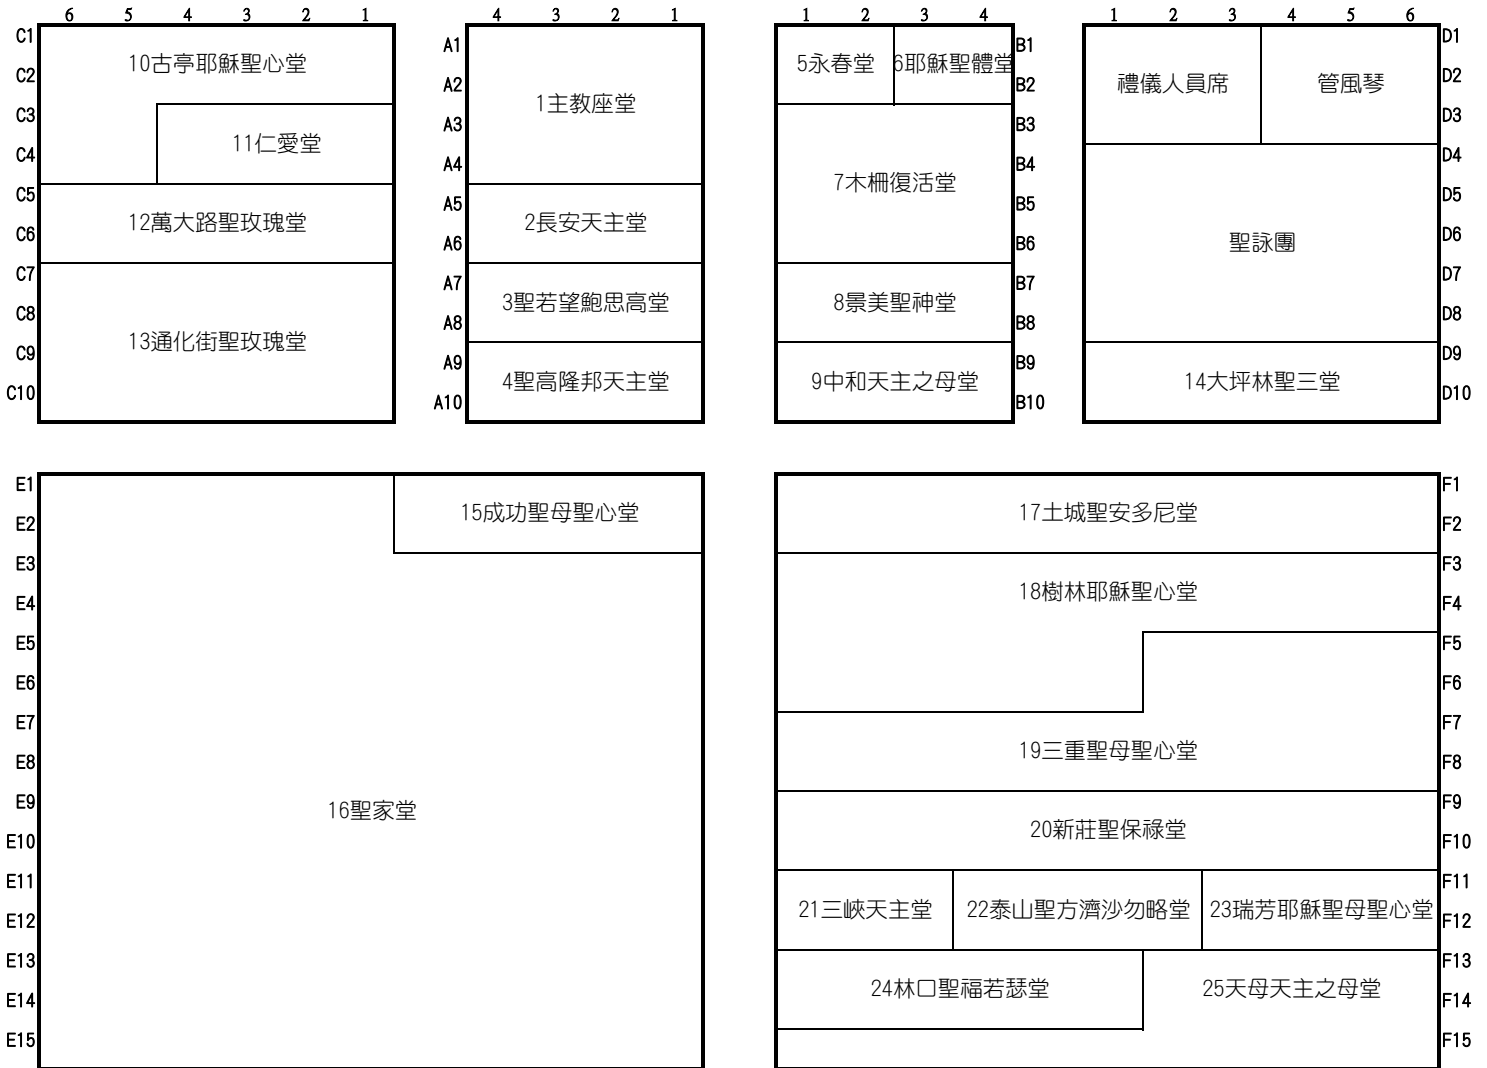 6 5 4 3 2 1
C1
C2
C3
C4
C5
C6
C7
C8
C9
C10
10古亭耶穌聖心堂
11仁愛堂
12萬大路聖玫瑰堂
13通化街聖玫瑰堂
4 3 2 1
A1
A2
A3
A4
A5
A6
A7
A8
A9
A10
1主教座堂
2長安天主堂
3聖若望鮑思高堂
4聖高隆邦天主堂
1 2 3 4
5永春堂
6耶穌聖體堂
7木柵復活堂
8景美聖神堂
9中和天主之母堂
B1
B2
B3
B4
B5
B6
B7
B8
B9
B10
1 2 3 4 5 6
禮儀人員席
管風琴
聖詠團
14大坪林聖三堂
D1
D2
D3
D4
D5
D6
D7
D8
D9
D10
E1
E2
E3
E4
E5
E6
E7
E8
E9
E10
E11
E12
E13
E14
E15
15成功聖母聖心堂
16聖家堂
17土城聖安多尼堂
18樹林耶穌聖心堂
19三重聖母聖心堂
20新莊聖保祿堂
21三峽天主堂
22泰山聖方濟沙勿略堂
23瑞芳耶穌聖母聖心堂
24林口聖福若瑟堂
25天母天主之母堂
F1
F2
F3
F4
F5
F6
F7
F8
F9
F10
F11
F12
F13
F14
F15